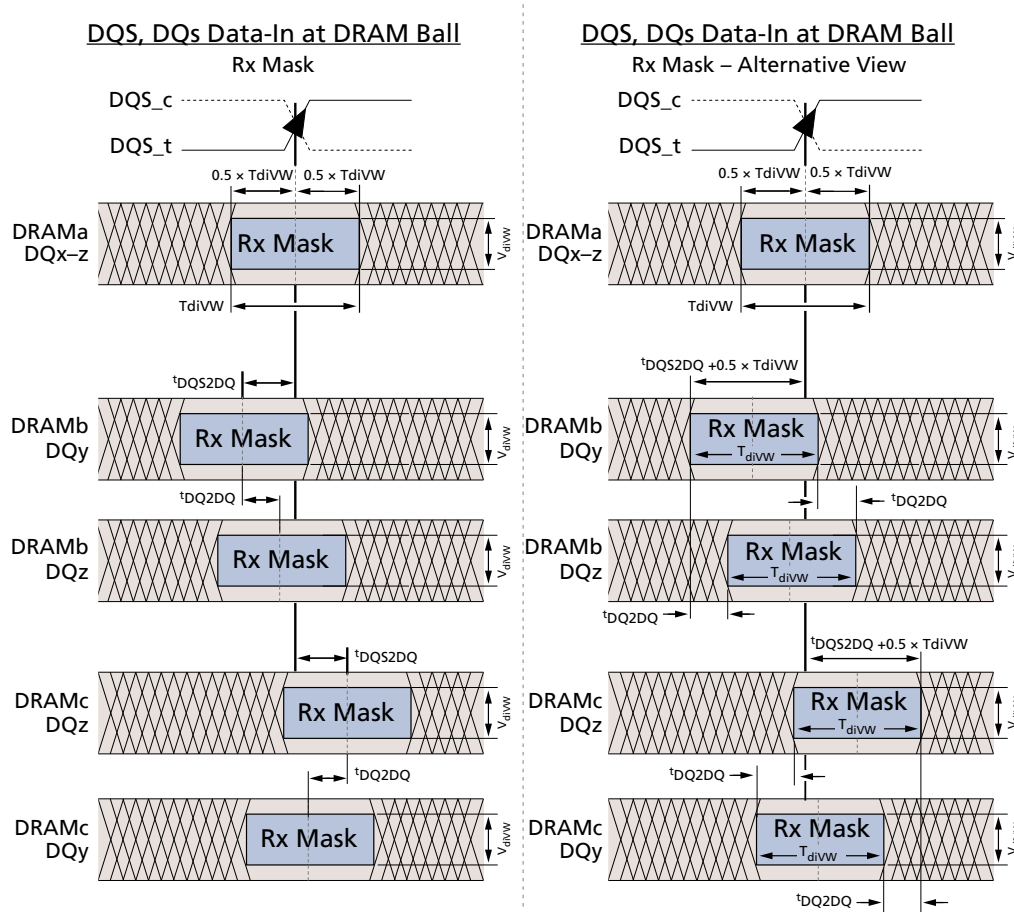 DQS, DQs Data-In at DRAM Ball
Rx Mask
DQS_c
DQS_t
0.5 × TdiVW
0.5 × TdiVW
DRAMa
DQx–z
Rx Mask
VdiVW
TdiVW
tDQS2DQ
DRAMb
DQy
Rx Mask
VdiVW
tDQ2DQ
DRAMb
DQz
Rx Mask
VdiVW
tDQS2DQ
DRAMc
DQz
Rx Mask
VdiVW
tDQ2DQ
DRAMc
DQy
Rx Mask
VdiVW
DQS, DQs Data-In at DRAM Ball
Rx Mask – Alternative View
DQS_c
DQS_t
0.5 × TdiVW
0.5 × TdiVW
DRAMa
DQx–z
Rx Mask
TdiVW
tDQS2DQ +0.5 × TdiVW
DRAMb
DQy
Rx Mask
TdiVW
tDQ2DQ
DRAMb
DQz
Rx Mask
TdiVW
tDQ2DQ
tDQS2DQ +0.5 × TdiVW
DRAMc
DQz
Rx Mask
TdiVW
tDQ2DQ
DRAMc
DQy
Rx Mask
TdiVW
tDQ2DQ